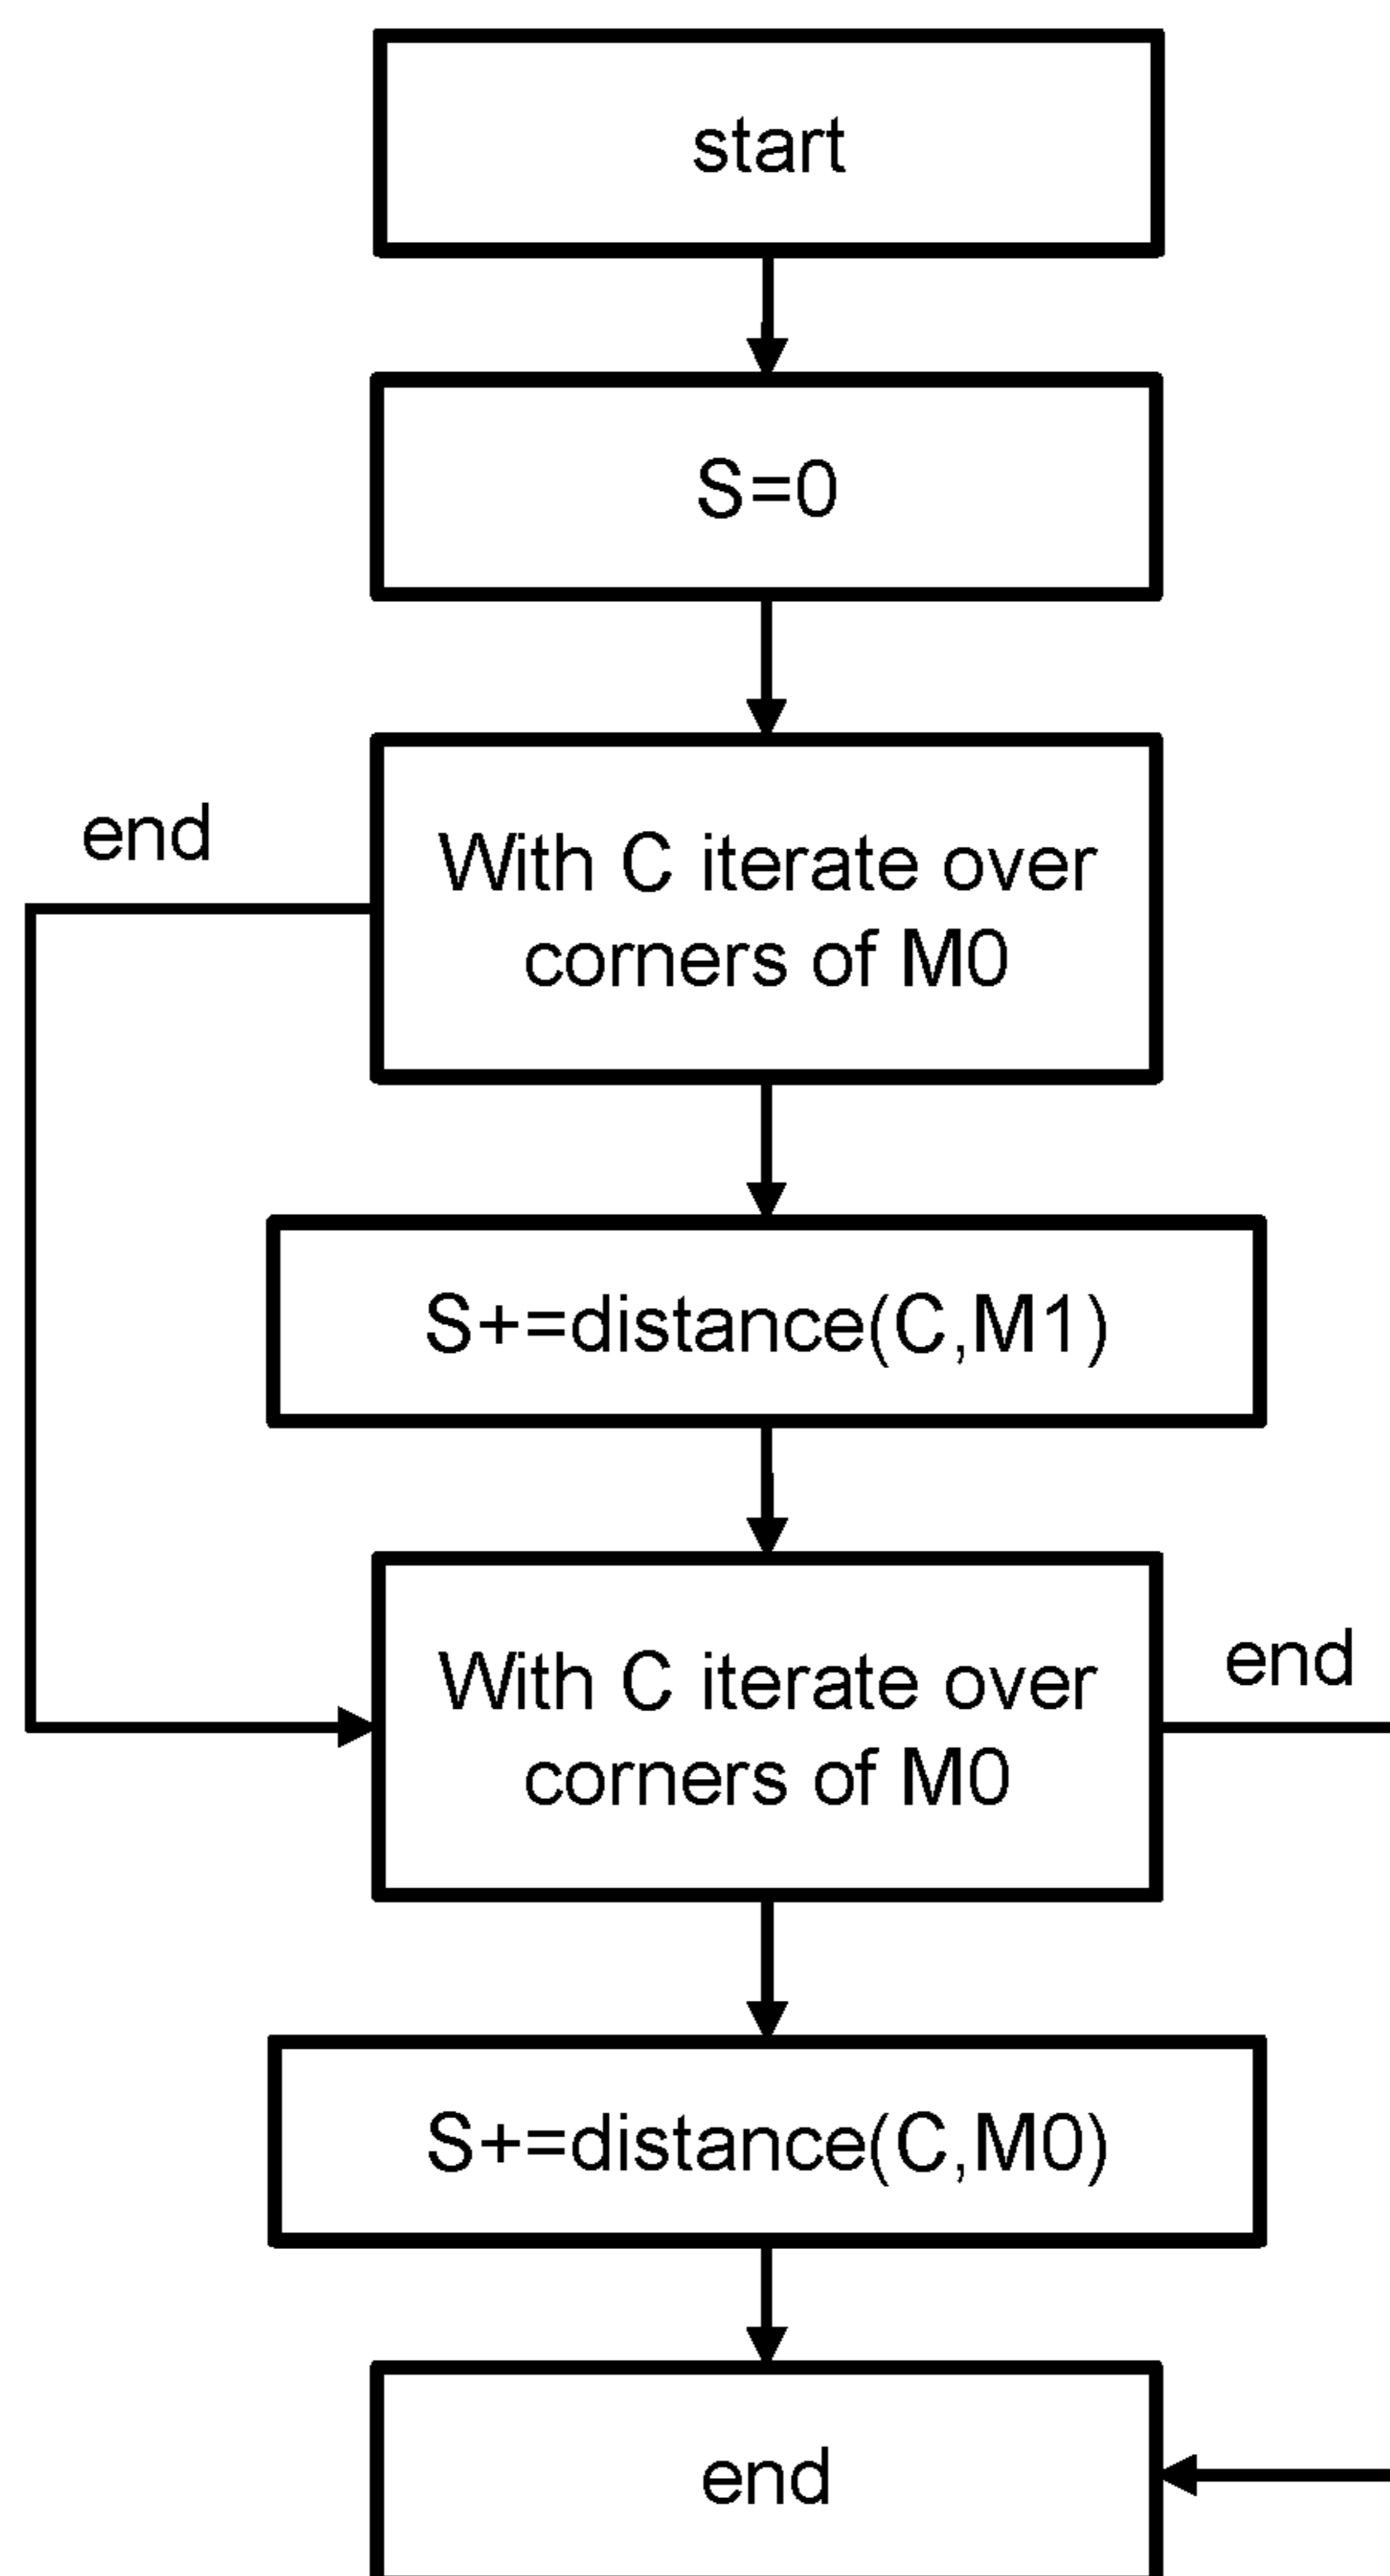 start
S=0
end
With C iterate over
corners of M0
S+=distance(C,M1)
With C iterate over
corners of M0
end
S+=distance(C,M0)
end